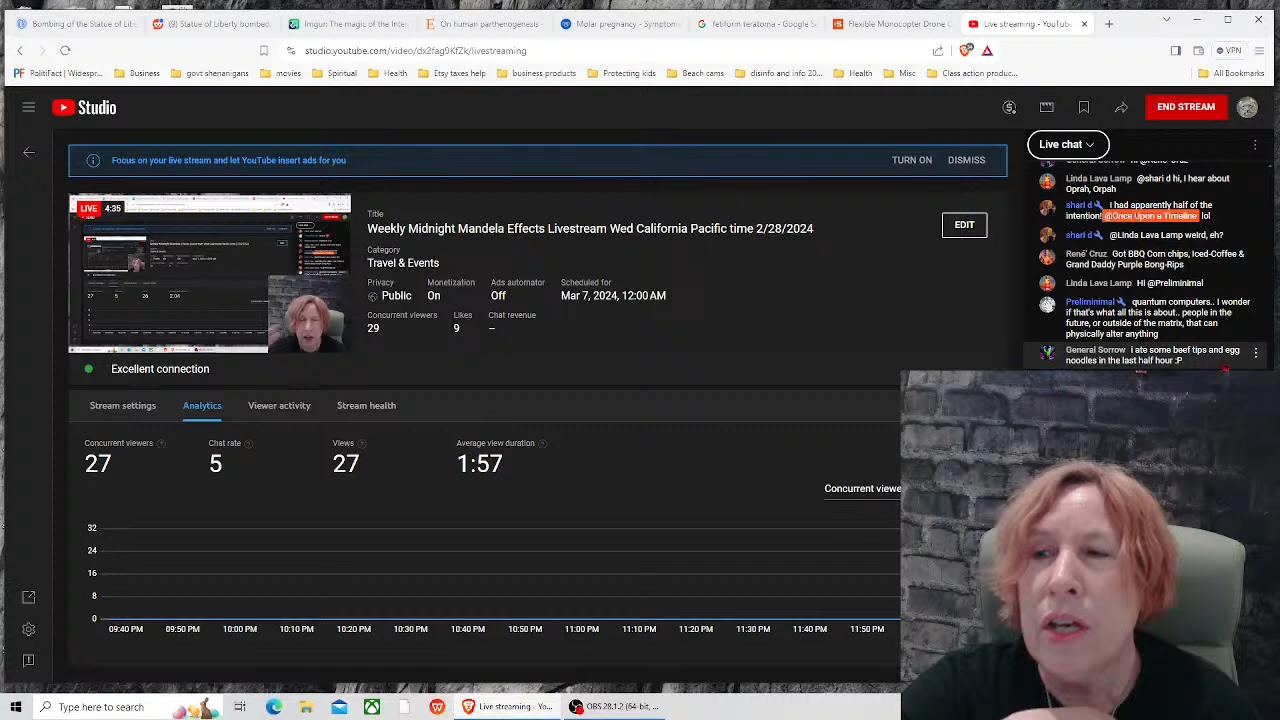 Bombing of the Statue of Lib
(9) Statue of Liberty bombed
Imgur: The magic of the Inter
On human parthenogenesis -
Molar pregnancy - Symptom
fetiform teratoma - Google S
Flexible Monocopter Drone C
Live streaming - YouTub
studio.youtube.com/video/dx2fag9KfZk/livestreaming
VPN
PolitiFact | Widespr...
Business
govt shenanigans
movies
Spiritual
Health
Etsy taxes help
business products
Protecting kids
Beach cams
disinfo and info 20...
Health
Misc
Class action produc...
All Bookmarks
Studio
END STREAM
Focus on your live stream and let YouTube insert ads for you
TURN ON
DISMISS
LIVE 4:35
Title
Weekly Midnight Mandela Effects Livestream Wed California Pacific time 2/28/2024
EDIT
Category
Travel & Events
Privacy
Monetization
Ads automator
Scheduled for
Public
On
Off
Mar 7, 2024, 12:00 AM
Concurrent viewers
Likes
Chat revenue
29
9
–
Excellent connection
Live chat
Linda Lava Lamp @shari d hi, I hear about
Oprah, Orpah
shari d I had apparently half of the
intention @Once Upon a Timeline lol
shari d @Linda Lava Lamp weird, eh?
René' Cruz Got BBQ Corn chips, Iced-Coffee &
Grand Daddy Purple Bong-Rips
Linda Lava Lamp Hi @Preliminimal
Preliminimal quantum computers.. I wonder
if that's what all this is about.. people in the
future, or outside of the matrix, that can
physically alter anything
General Sorrow i ate some beef tips and egg
noodles in the last half hour :P
Stream settings
Analytics
Viewer activity
Stream health
Concurrent viewers
Chat rate
Views
Average view duration
27
5
27
1:57
Concurrent viewe
32
24
16
8
0
09:40 PM
09:50 PM
10:00 PM
10:10 PM
10:20 PM
10:30 PM
10:40 PM
10:50 PM
11:00 PM
11:10 PM
11:20 PM
11:30 PM
11:40 PM
11:50 PM
Type here to search
Live streaming - Yo...
OBS 28.1.2 (64-bit, ...